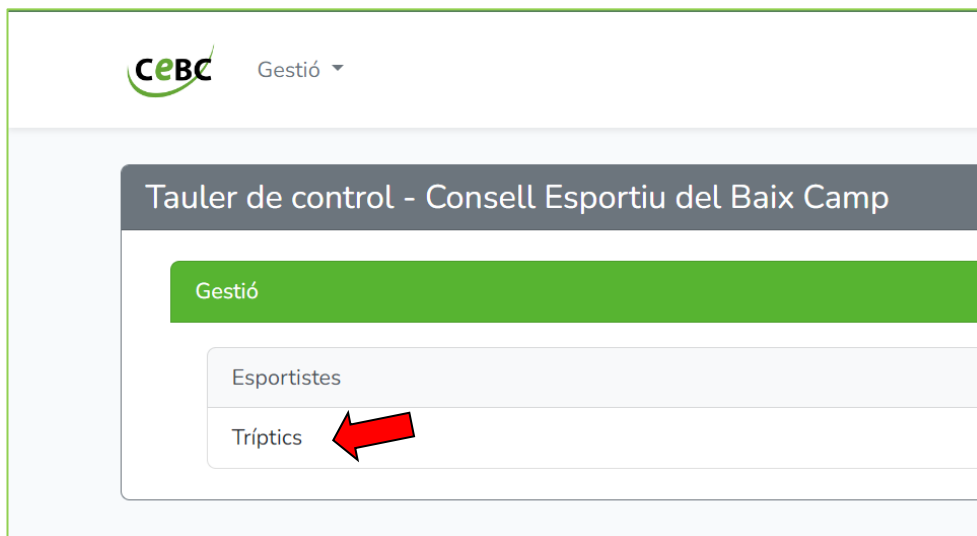 CeBC
Gestió
Tauler de control - Consell Esportiu del Baix Camp
Gestió
Esportistes
Tríptics